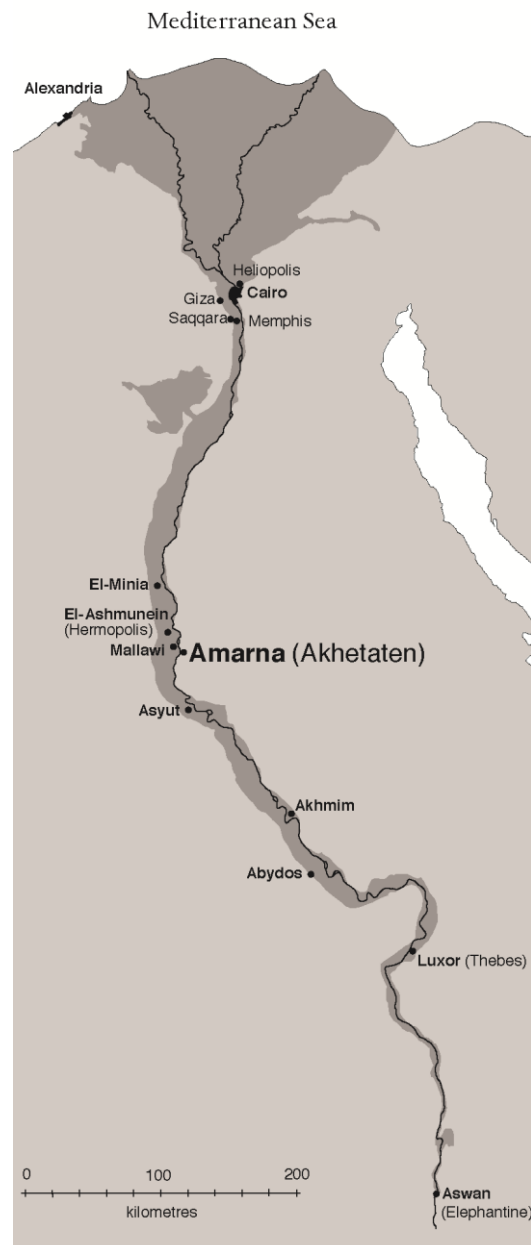 Mediterranean Sea
Alexandria
Heliopolis
Cairo
Giza
Saqqara
Memphis
El-Minia
El-Ashmunein
(Hermopolis)
Mallawi
Amarna (Akhetaten)
Asyut
Akhmim
Abydos
Luxor (Thebes)
0 100 200
kilometres
Aswan
(Elephantine)